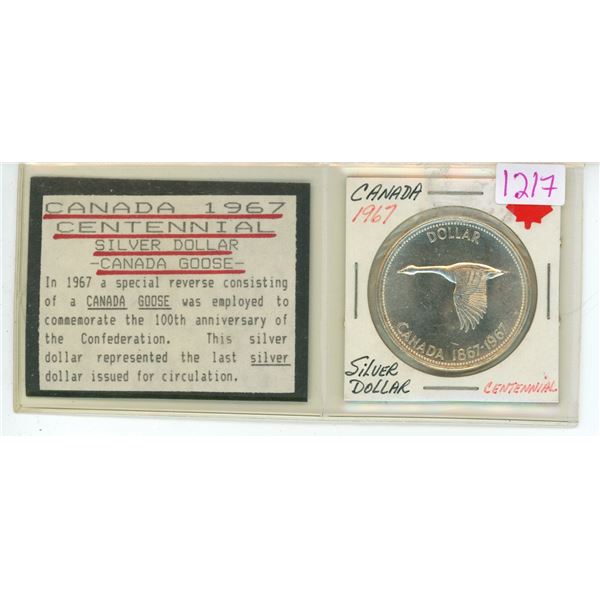 CANADA 1967
CENTENNIAL
SILVER DOLLAR
-CANADA GOOSE-
In 1967 a special reverse consisting
of a CANADA GOOSE was employed to
commemorate the 100th anniversary of
the Confederation. This silver
dollar represented the last silver
dollar issued for circulation.
1217
CANADA
1967
DOLLAR
CANADA 1867-1967
SILVER
DOLLAR
CENTENNIAL